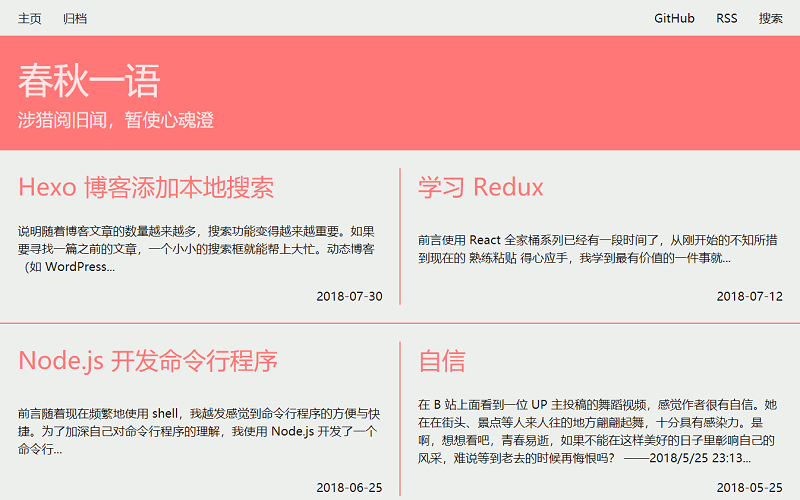 主页 归档 GitHub RSS 搜索
春秋一语
涉猎阅旧闻，暂使心魂澄
Hexo 博客添加本地搜索
说明随着博客文章的数量越来越多，搜索功能变得越来越重要。如果
要寻找一篇之前的文章，一个小小的搜索框就能帮上大忙。动态博客
（如 WordPress...
2018-07-30
学习 Redux
前言使用 React 全家桶系列已经有一段时间了，从刚开始的不知所措
到现在的 熟练粘贴 得心应手，我学到最有价值的一件事就...
2018-07-12
Node.js 开发命令行程序
前言随着现在频繁地使用 shell，我越发感觉到命令行程序的方便与快
捷。为了加深自己对命令行程序的理解，我使用 Node.js 开发了一个
命令行...
2018-06-25
自信
在 B 站上面看到一位 UP 主投稿的舞蹈视频，感觉作者很有自信。她
在在街头、景点等人来人往的地方翩翩起舞，十分具有感染力。是
啊，想想看吧，青春易逝，如果不能在这样美好的日子里影响自己的
风采，难说等到老去的时候再悔恨吗？ ——2018/5/25 23:13...
2018-05-25